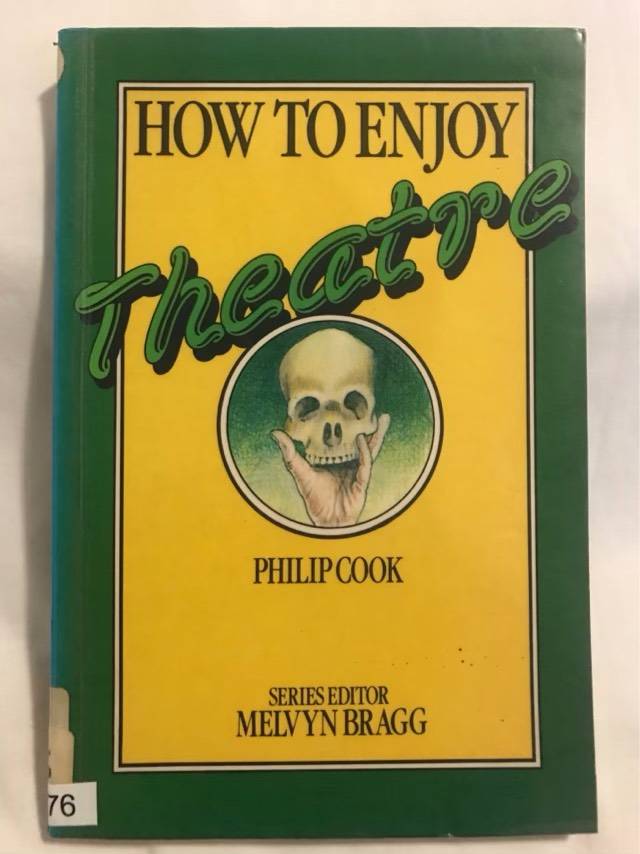 HOW TO ENJOY
Theatre
PHILIP COOK
SERIES EDITOR
MELVYN BRAGG
76